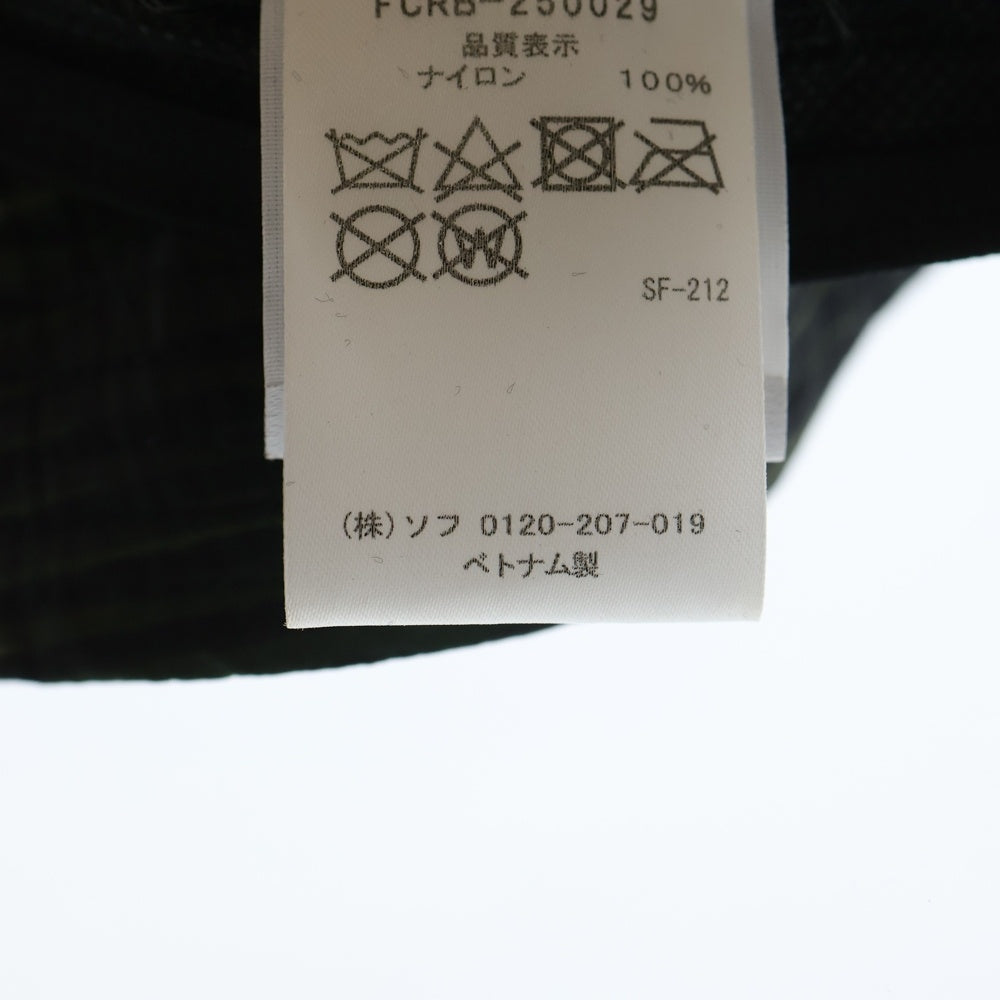 FCRB-250029
品質表示
ナイロン 100%
SF-212
(株)ソフ 0120-207-019
ベトナム製